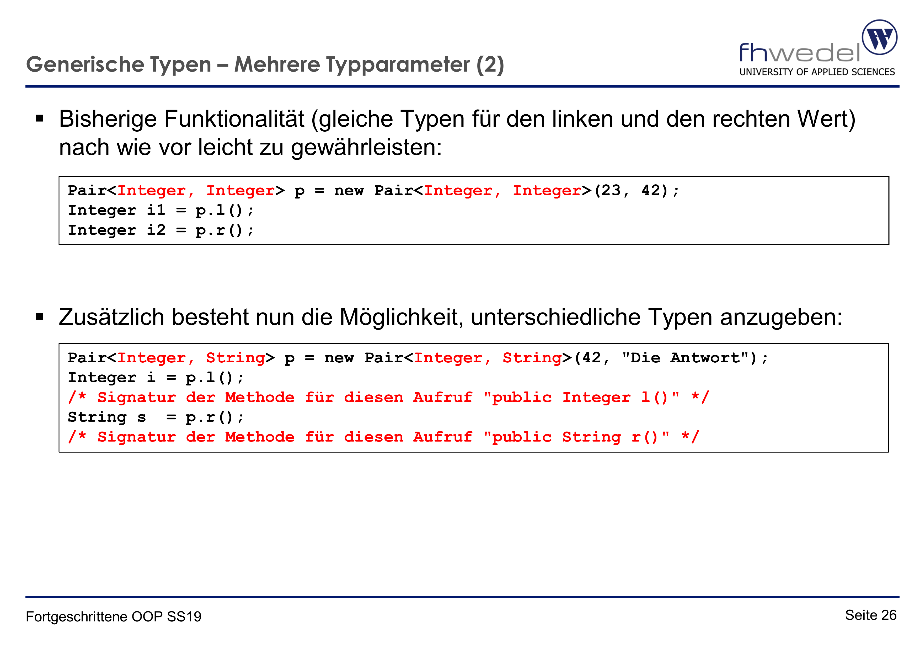 Generische Typen – Mehrere Typparameter (2)
fhwedel
UNIVERSITY OF APPLIED SCIENCES
▪ Bisherige Funktionalität (gleiche Typen für den linken und den rechten Wert)
nach wie vor leicht zu gewährleisten:
Pair<Integer, Integer> p = new Pair<Integer, Integer>(23, 42);
Integer i1 = p.l();
Integer i2 = p.r();
▪ Zusätzlich besteht nun die Möglichkeit, unterschiedliche Typen anzugeben:
Pair<Integer, String> p = new Pair<Integer, String>(42, "Die Antwort");
Integer i = p.l();
/* Signatur der Methode für diesen Aufruf "public Integer l()" */
String s  = p.r();
/* Signatur der Methode für diesen Aufruf "public String r()" */
Fortgeschrittene OOP SS19
Seite 26